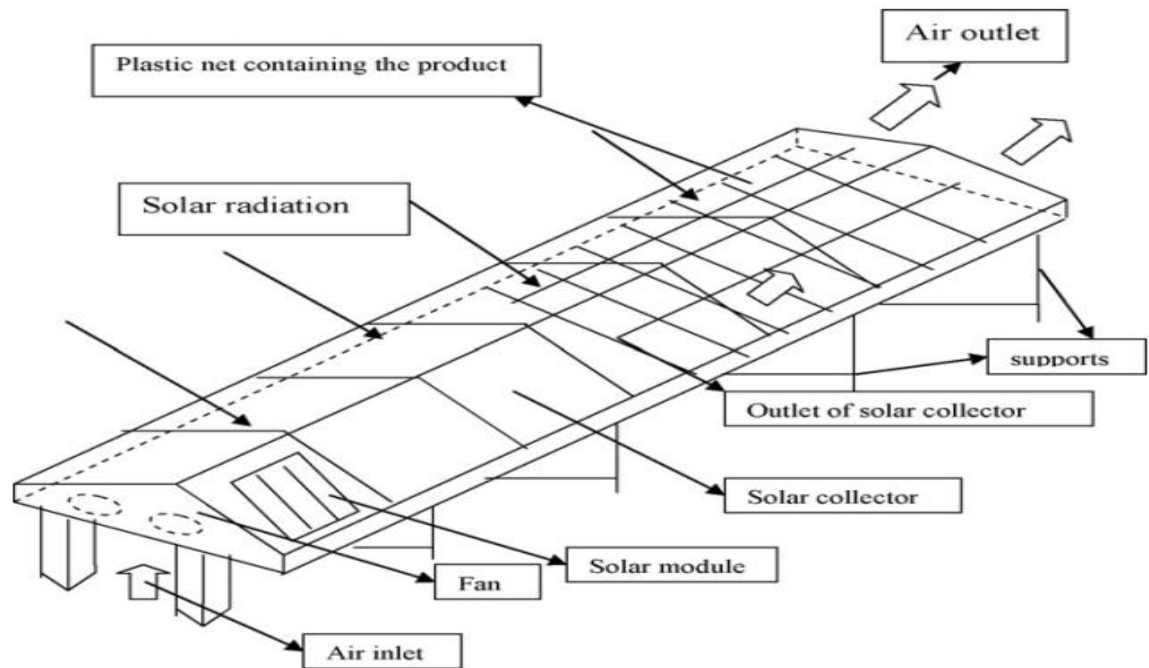 Air outlet
Plastic net containing the product
Solar radiation
supports
Outlet of solar collector
Solar collector
Solar module
Fan
Air inlet